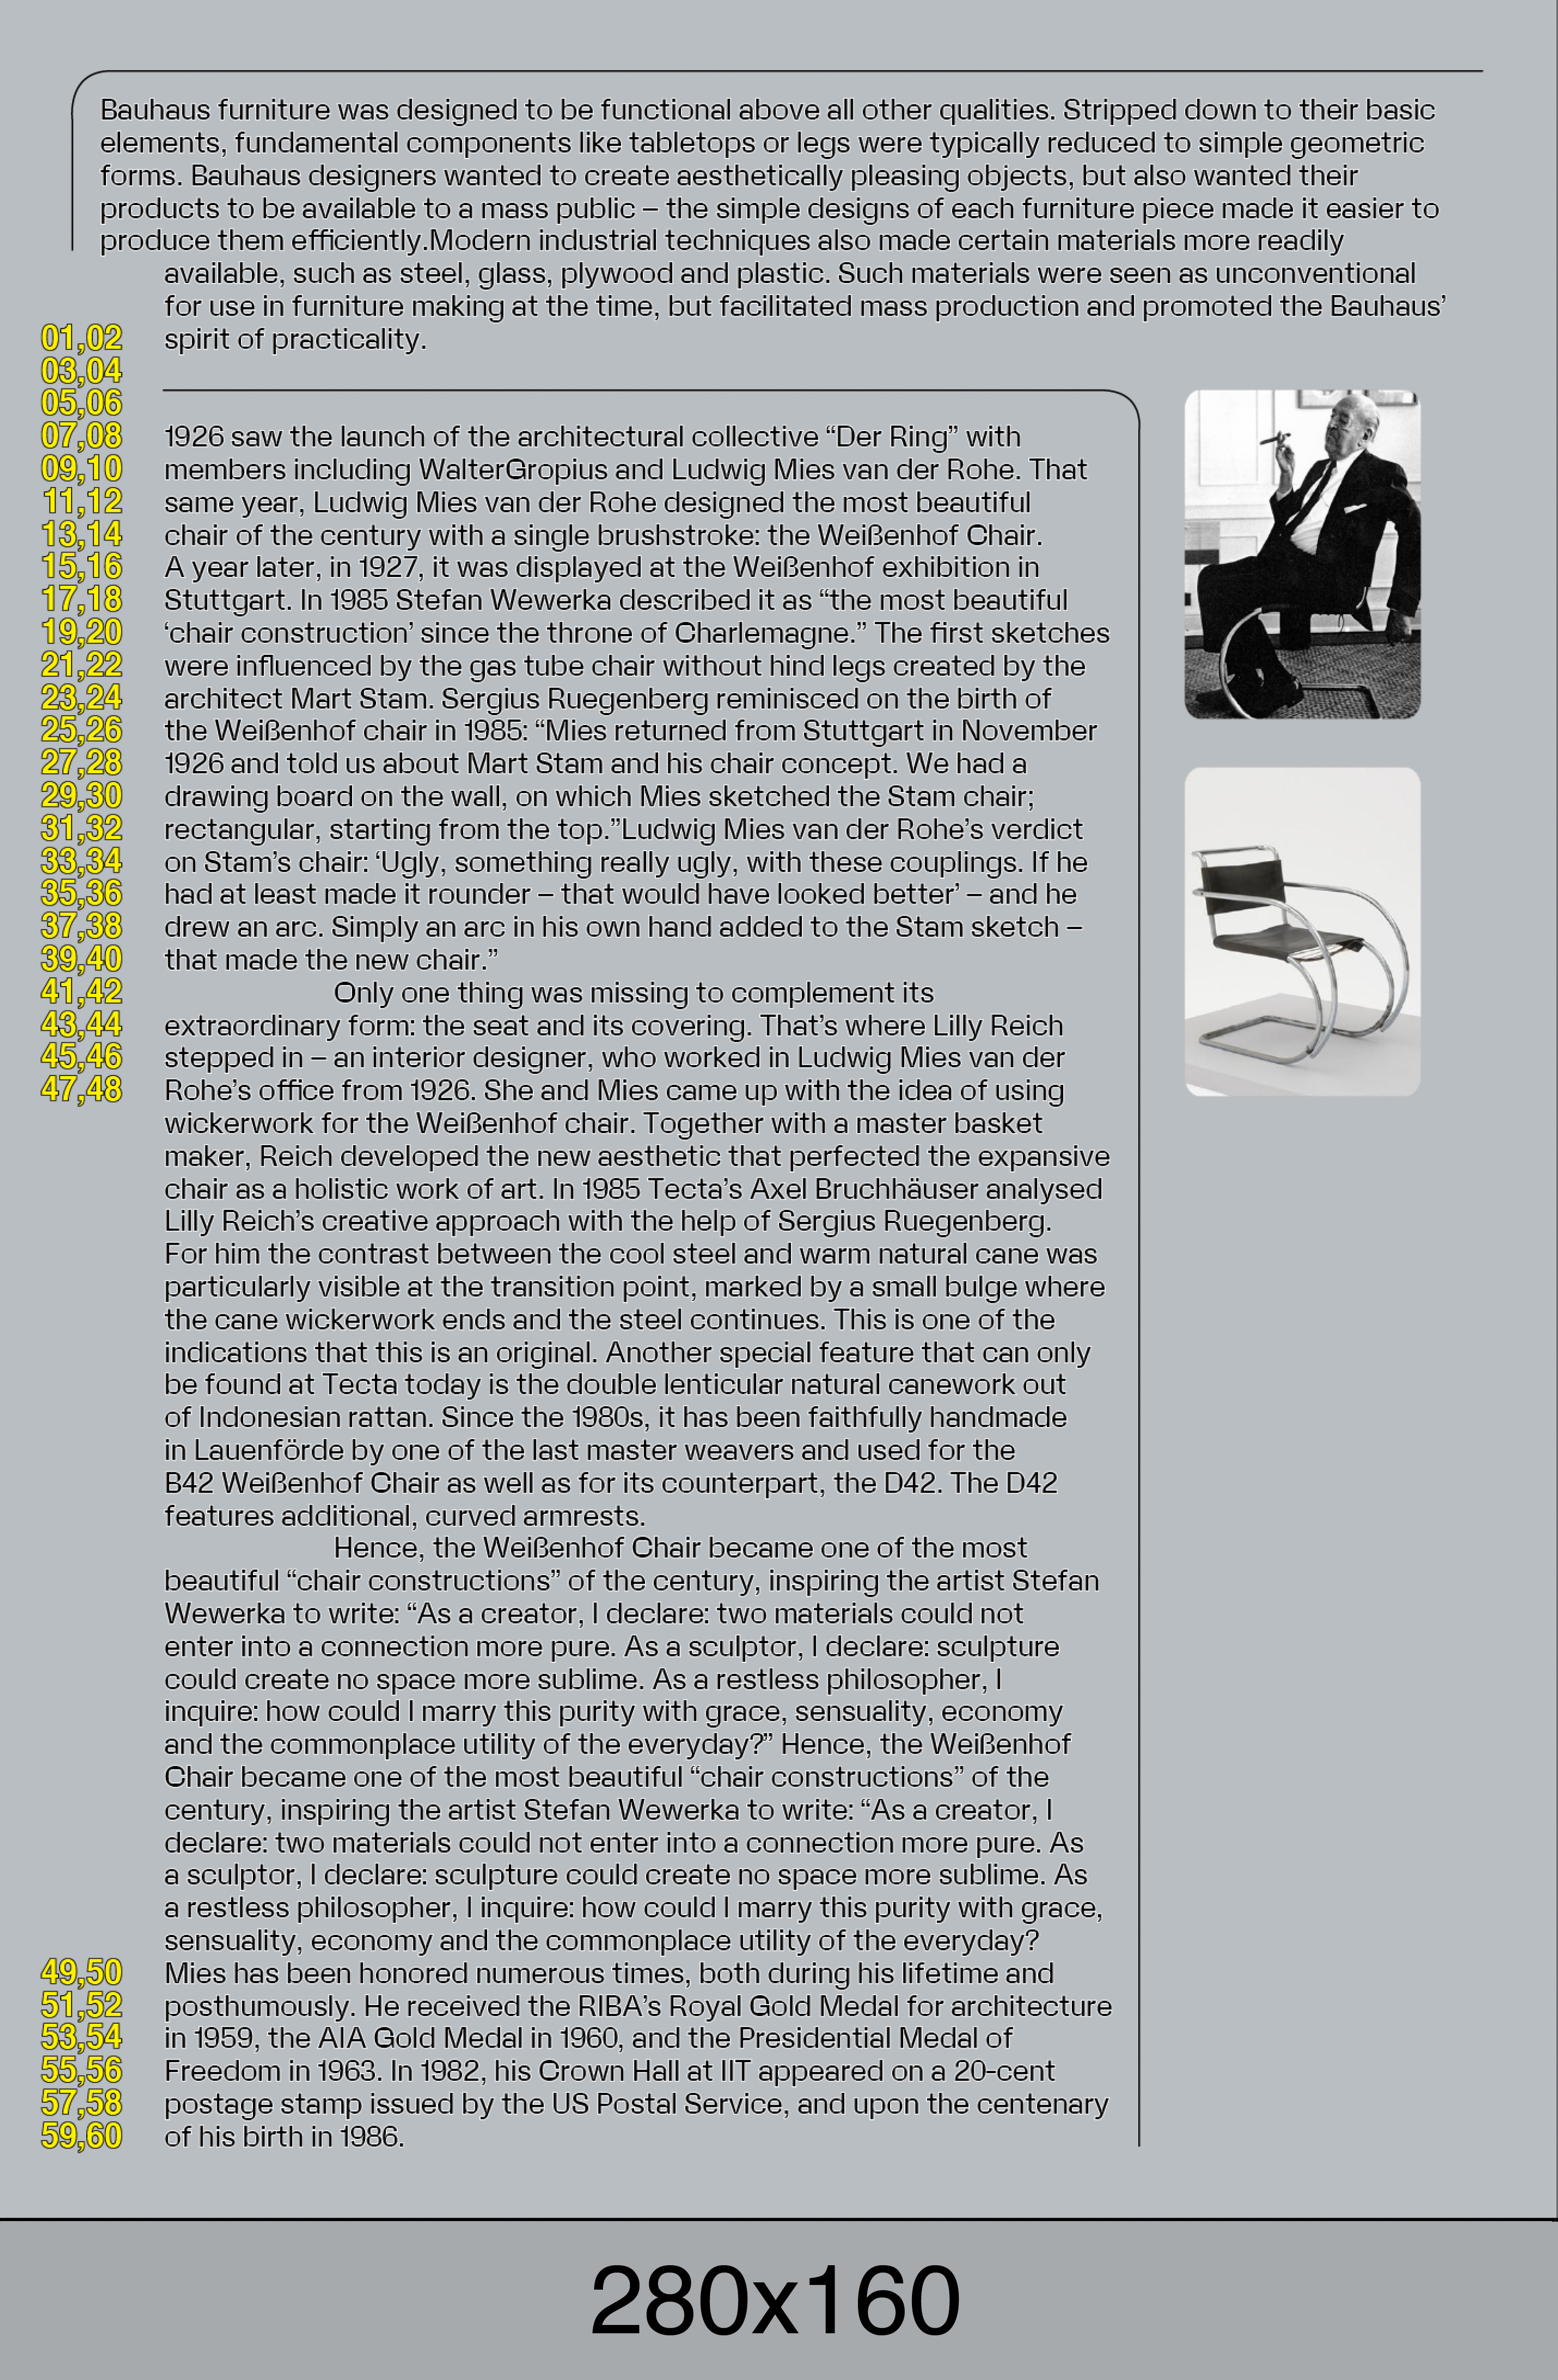 Bauhaus furniture was designed to be functional above all other qualities. Stripped down to their basic
elements, fundamental components like tabletops or legs were typically reduced to simple geometric
forms. Bauhaus designers wanted to create aesthetically pleasing objects, but also wanted their
products to be available to a mass public – the simple designs of each furniture piece made it easier to
produce them efficiently.Modern industrial techniques also made certain materials more readily
available, such as steel, glass, plywood and plastic. Such materials were seen as unconventional
for use in furniture making at the time, but facilitated mass production and promoted the Bauhaus’
spirit of practicality.
01,02
03,04
05,06
07,08
09,10
11,12
13,14
15,16
17,18
19,20
21,22
23,24
25,26
27,28
29,30
31,32
33,34
35,36
37,38
39,40
41,42
43,44
45,46
47,48
1926 saw the launch of the architectural collective “Der Ring” with
members including WalterGropius and Ludwig Mies van der Rohe. That
same year, Ludwig Mies van der Rohe designed the most beautiful
chair of the century with a single brushstroke: the Weißenhof Chair.
A year later, in 1927, it was displayed at the Weißenhof exhibition in
Stuttgart. In 1985 Stefan Wewerka described it as “the most beautiful
‘chair construction’ since the throne of Charlemagne.” The first sketches
were influenced by the gas tube chair without hind legs created by the
architect Mart Stam. Sergius Ruegenberg reminisced on the birth of
the Weißenhof chair in 1985: “Mies returned from Stuttgart in November
1926 and told us about Mart Stam and his chair concept. We had a
drawing board on the wall, on which Mies sketched the Stam chair;
rectangular, starting from the top.”Ludwig Mies van der Rohe’s verdict
on Stam’s chair: ‘Ugly, something really ugly, with these couplings. If he
had at least made it rounder – that would have looked better’ – and he
drew an arc. Simply an arc in his own hand added to the Stam sketch –
that made the new chair.”
Only one thing was missing to complement its
extraordinary form: the seat and its covering. That’s where Lilly Reich
stepped in – an interior designer, who worked in Ludwig Mies van der
Rohe’s office from 1926. She and Mies came up with the idea of using
wickerwork for the Weißenhof chair. Together with a master basket
maker, Reich developed the new aesthetic that perfected the expansive
chair as a holistic work of art. In 1985 Tecta’s Axel Bruchhäuser analysed
Lilly Reich’s creative approach with the help of Sergius Ruegenberg.
For him the contrast between the cool steel and warm natural cane was
particularly visible at the transition point, marked by a small bulge where
the cane wickerwork ends and the steel continues. This is one of the
indications that this is an original. Another special feature that can only
be found at Tecta today is the double lenticular natural canework out
of Indonesian rattan. Since the 1980s, it has been faithfully handmade
in Lauenförde by one of the last master weavers and used for the
B42 Weißenhof Chair as well as for its counterpart, the D42. The D42
features additional, curved armrests.
Hence, the Weißenhof Chair became one of the most
beautiful “chair constructions” of the century, inspiring the artist Stefan
Wewerka to write: “As a creator, I declare: two materials could not
enter into a connection more pure. As a sculptor, I declare: sculpture
could create no space more sublime. As a restless philosopher, I
inquire: how could I marry this purity with grace, sensuality, economy
and the commonplace utility of the everyday?” Hence, the Weißenhof
Chair became one of the most beautiful “chair constructions” of the
century, inspiring the artist Stefan Wewerka to write: “As a creator, I
declare: two materials could not enter into a connection more pure. As
a sculptor, I declare: sculpture could create no space more sublime. As
a restless philosopher, I inquire: how could I marry this purity with grace,
sensuality, economy and the commonplace utility of the everyday?
49,50
51,52
53,54
55,56
57,58
59,60
Mies has been honored numerous times, both during his lifetime and
posthumously. He received the RIBA’s Royal Gold Medal for architecture
in 1959, the AIA Gold Medal in 1960, and the Presidential Medal of
Freedom in 1963. In 1982, his Crown Hall at IIT appeared on a 20-cent
postage stamp issued by the US Postal Service, and upon the centenary
of his birth in 1986.
280x160